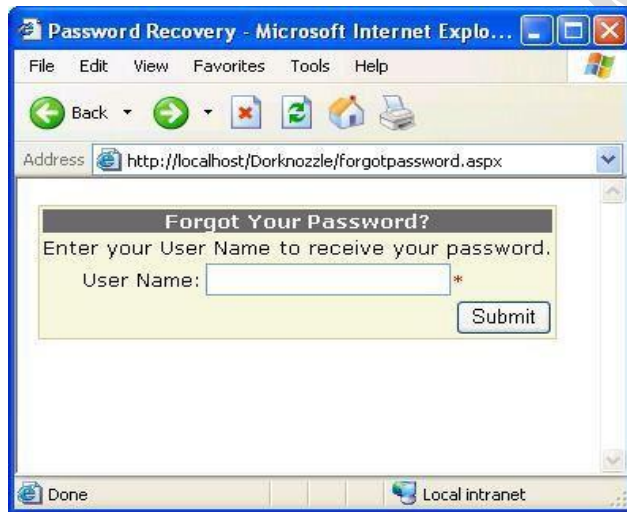 Password Recovery - Microsoft Internet Explo...
File Edit View Favorites Tools Help
Back
Address http://localhost/Dorknozzle/forgotpassword.aspx
Forgot Your Password?
Enter your User Name to receive your password.
User Name: *
Submit
Done Local intranet